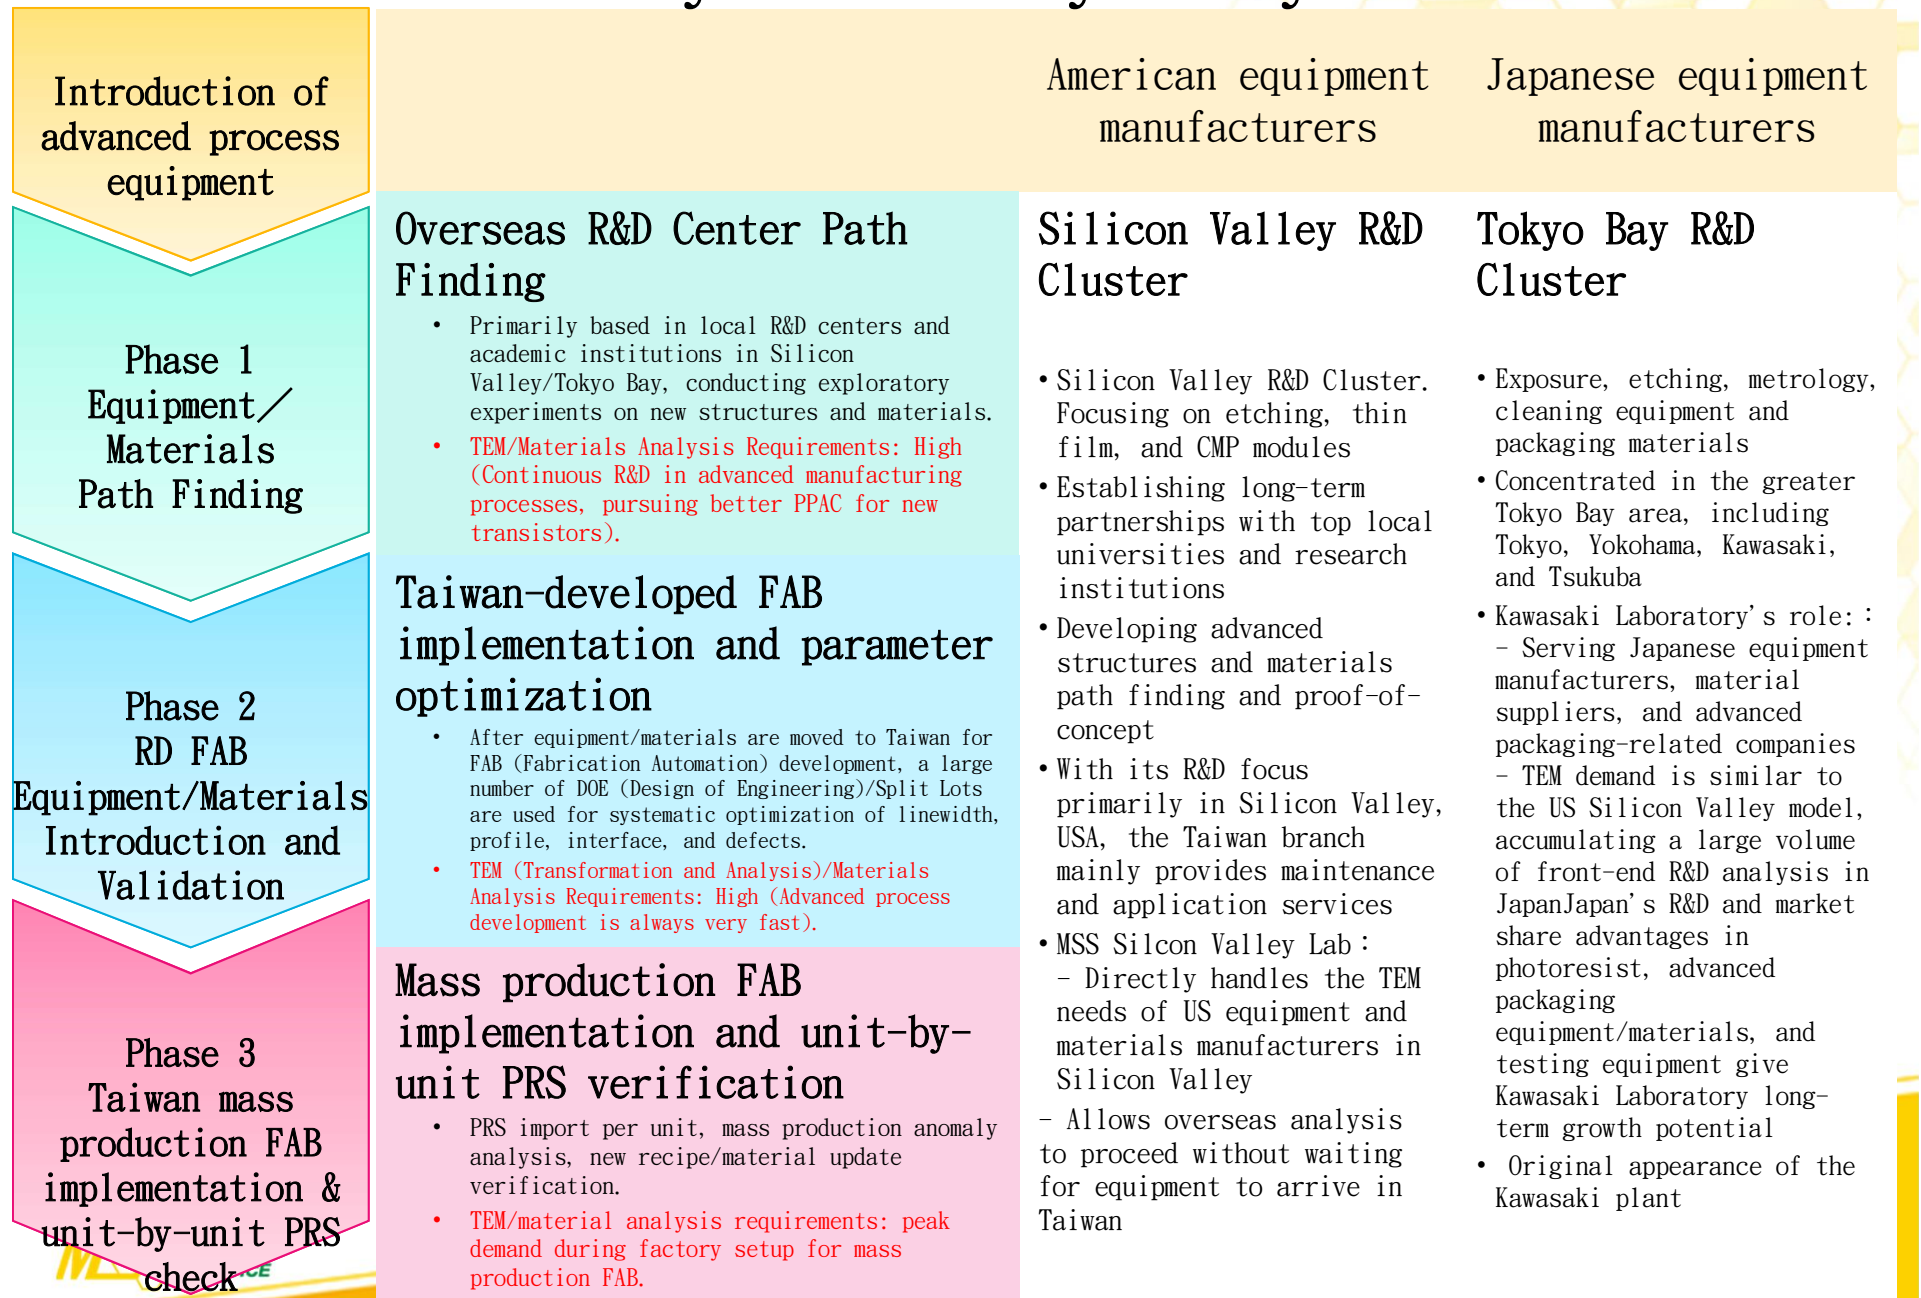 Introduction of
advanced process
equipment
American equipment
manufacturers
Japanese equipment
manufacturers
Phase 1
Equipment／
Materials
Path Finding
Overseas R&D Center Path
Finding
• Primarily based in local R&D centers and
academic institutions in Silicon
Valley/Tokyo Bay, conducting exploratory
experiments on new structures and materials.
• TEM/Materials Analysis Requirements: High
(Continuous R&D in advanced manufacturing
processes, pursuing better PPAC for new
transistors).
Phase 2
RD FAB
Equipment/Materials
Introduction and
Validation
Taiwan-developed FAB
implementation and parameter
optimization
• After equipment/materials are moved to Taiwan for
FAB (Fabrication Automation) development, a large
number of DOE (Design of Engineering)/Split Lots
are used for systematic optimization of linewidth,
profile, interface, and defects.
• TEM (Transformation and Analysis)/Materials
Analysis Requirements: High (Advanced process
development is always very fast).
Phase 3
Taiwan mass
production FAB
implementation &
unit-by-unit PRS
check
Mass production FAB
implementation and unit-by-
unit PRS verification
• PRS import per unit, mass production anomaly
analysis, new recipe/material update
verification.
• TEM/material analysis requirements: peak
demand during factory setup for mass
production FAB.
Silicon Valley R&D
Cluster
• Silicon Valley R&D Cluster.
Focusing on etching, thin
film, and CMP modules
• Establishing long-term
partnerships with top local
universities and research
institutions
• Developing advanced
structures and materials
path finding and proof-of-
concept
• With its R&D focus
primarily in Silicon Valley,
USA, the Taiwan branch
mainly provides maintenance
and application services
• MSS Silcon Valley Lab：
- Directly handles the TEM
needs of US equipment and
materials manufacturers in
Silicon Valley
- Allows overseas analysis
to proceed without waiting
for equipment to arrive in
Taiwan
Tokyo Bay R&D
Cluster
• Exposure, etching, metrology,
cleaning equipment and
packaging materials
• Concentrated in the greater
Tokyo Bay area, including
Tokyo, Yokohama, Kawasaki,
and Tsukuba
• Kawasaki Laboratory's role:：
- Serving Japanese equipment
manufacturers, material
suppliers, and advanced
packaging-related companies
- TEM demand is similar to
the US Silicon Valley model,
accumulating a large volume
of front-end R&D analysis in
JapanJapan's R&D and market
share advantages in
photoresist, advanced
packaging
equipment/materials, and
testing equipment give
Kawasaki Laboratory long-
term growth potential
• Original appearance of the
Kawasaki plant